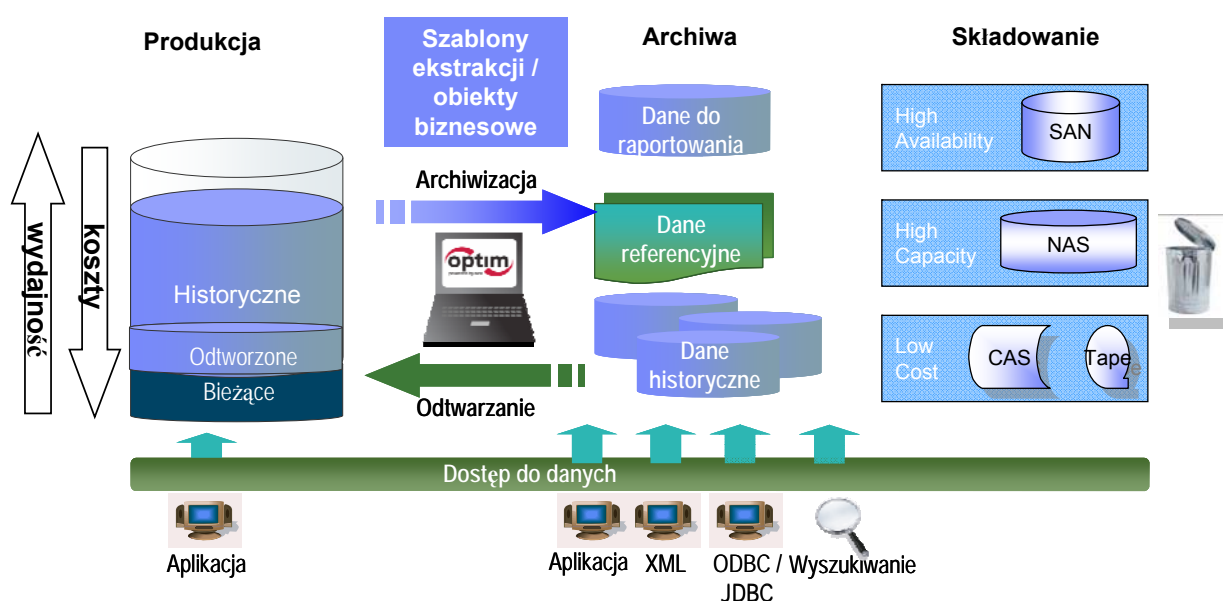 Produkcja
Szablony
ekstrakcji /
obiekty
biznesowe
Archiwa
Składowanie
wydajność
koszty
Historyczne
Odtworzone
Bieżące
Archiwizacja
optim
Odtwarzanie
Dane do
raportowania
Dane
referencyjne
Dane
historyczne
High
Availability
SAN
High
Capacity
NAS
Low
Cost
CAS
Tape
Dostęp do danych
Aplikacja
Aplikacja
XML
ODBC /
JDBC
Wyszukiwanie